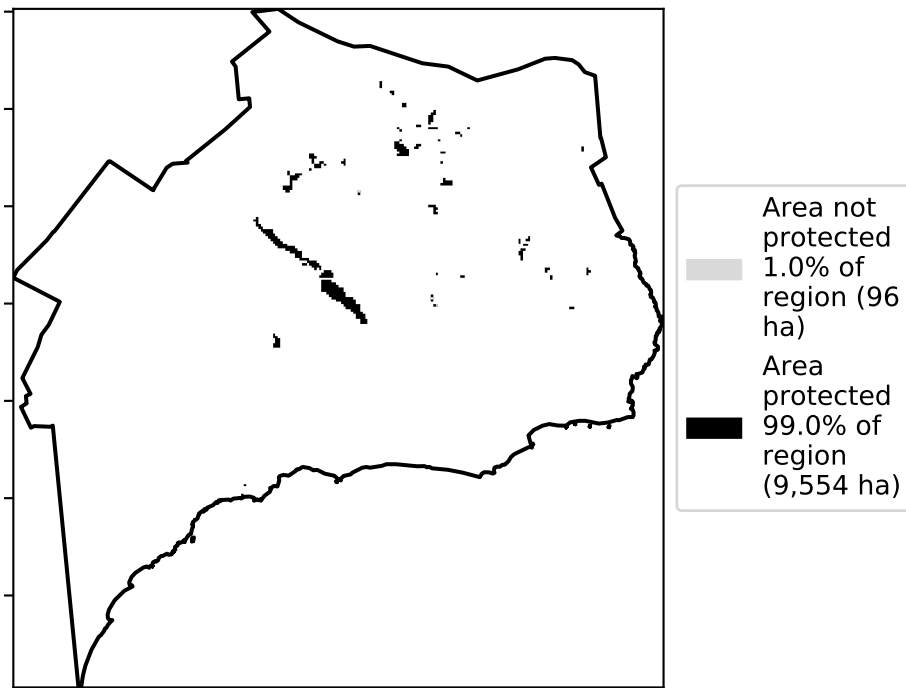 Area not
protected
1.0% of
region (96
ha)
Area
protected
99.0% of
region
(9,554 ha)